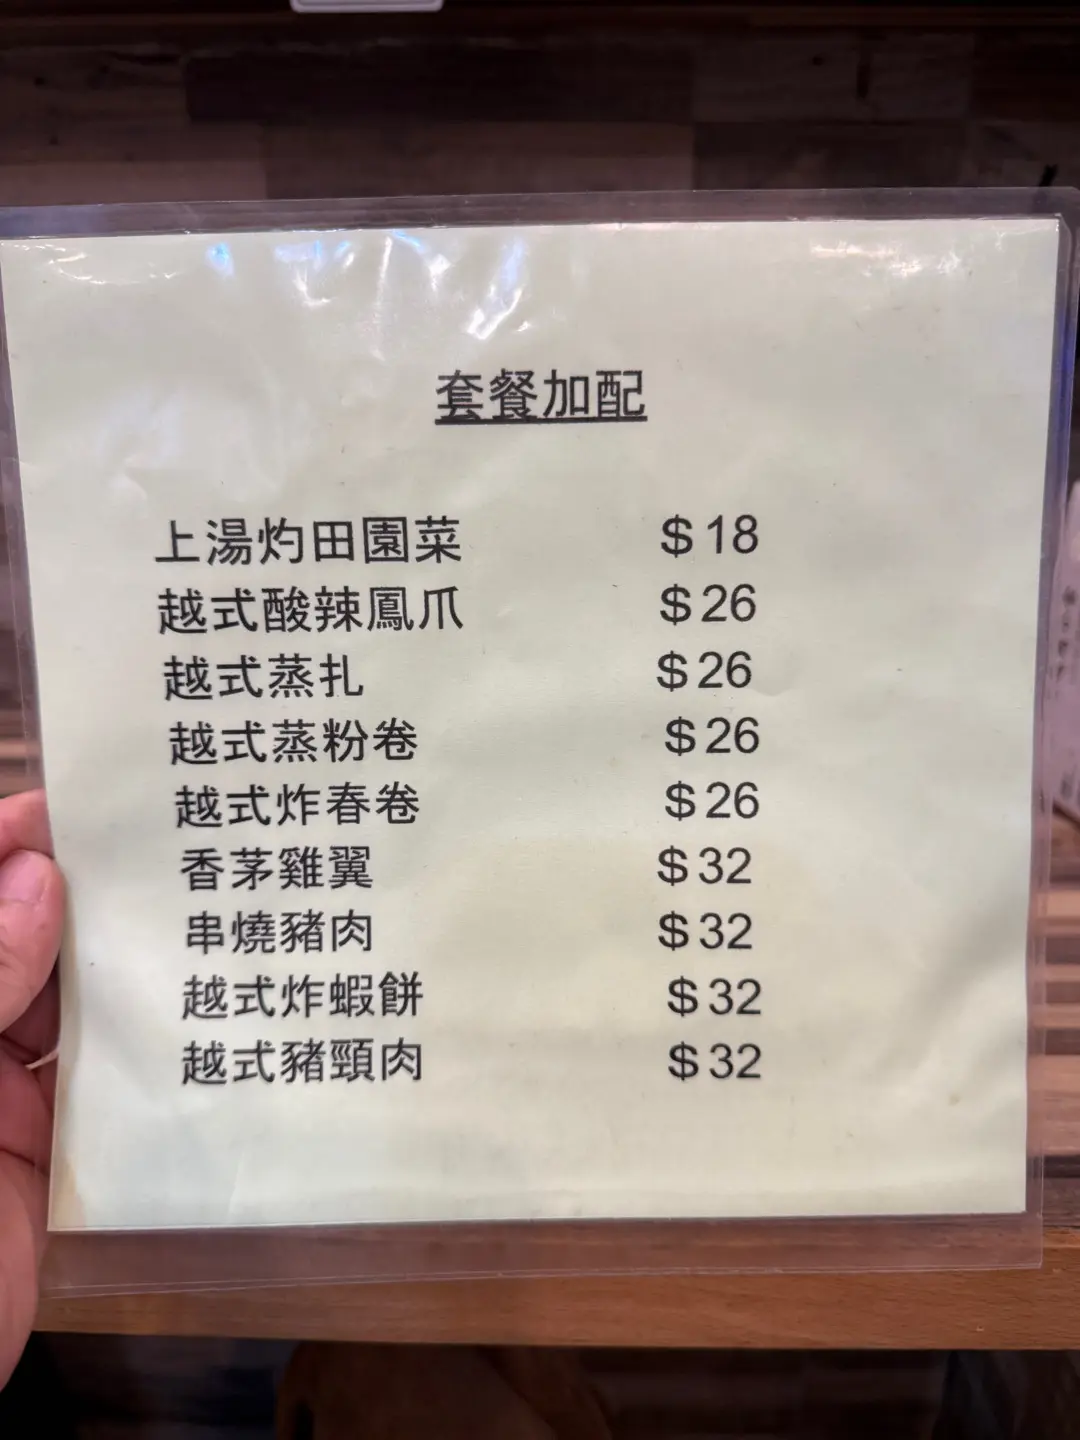 套餐加配
上湯灼田園菜 $18
越式酸辣鳳爪 $26
越式蒸扎 $26
越式蒸粉卷 $26
越式炸春卷 $26
香茅雞翼 $32
串燒豬肉 $32
越式炸蝦餅 $32
越式豬頸肉 $32